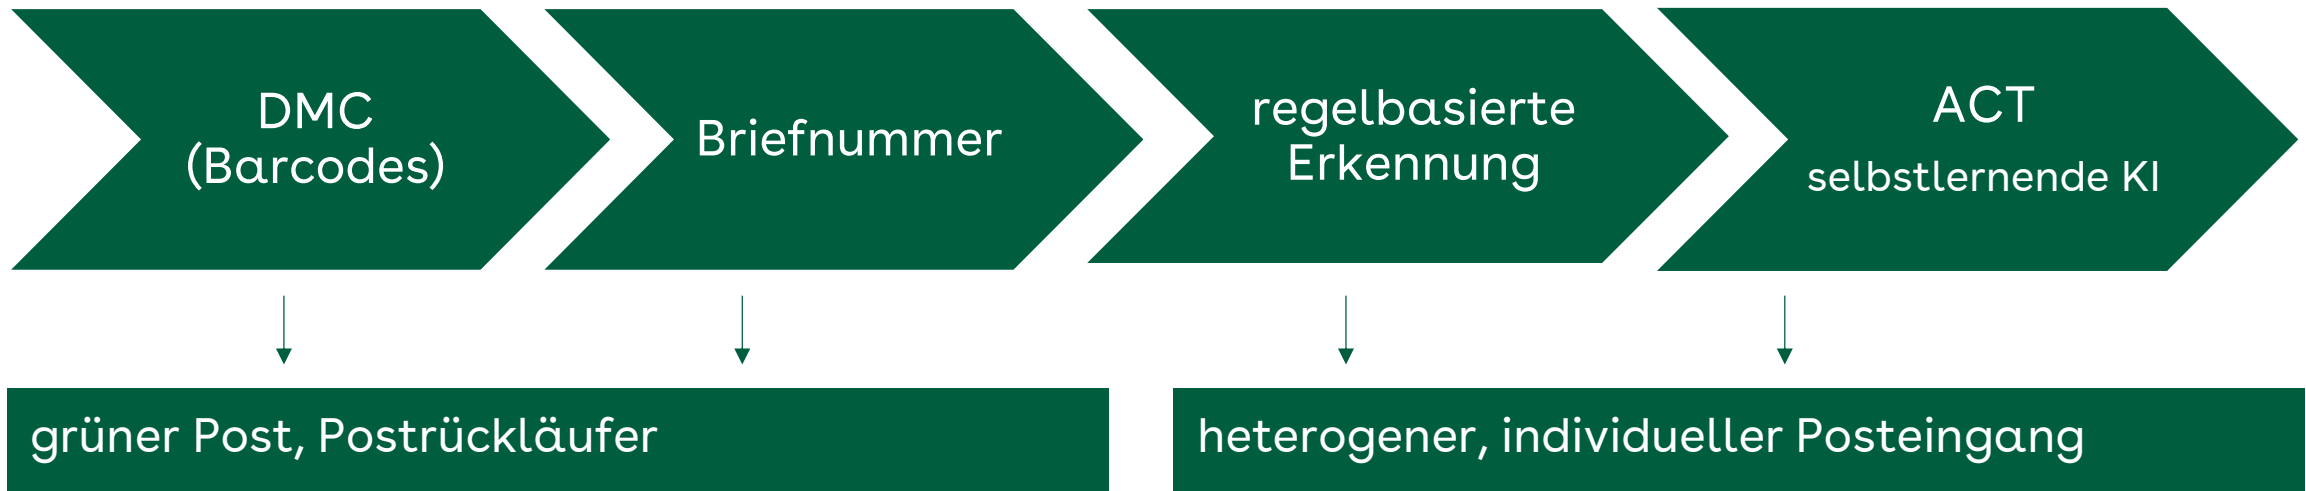 DMC
(Barcodes)
Briefnummer
regelbasierte
Erkennung
ACT
selbstlernende KI
grüner Post, Postrückläufer
heterogener, individueller Posteingang